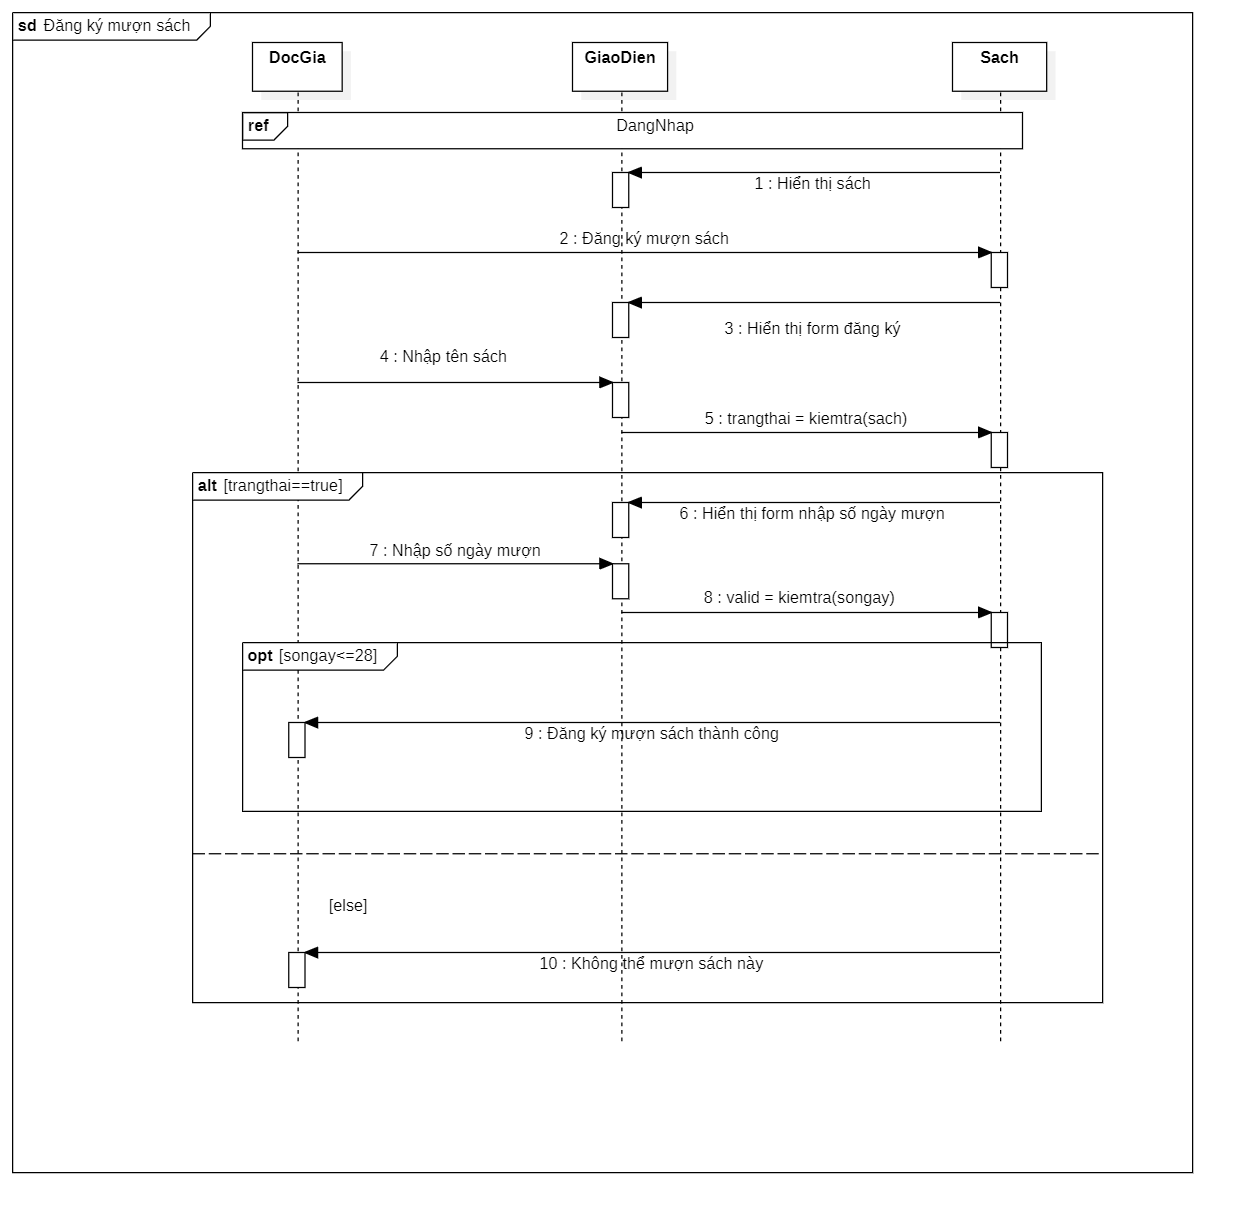 sd Đăng ký mượn sách
DocGia
GiaoDien
Sach
ref
DangNhap
1 : Hiển thị sách
2 : Đăng ký mượn sách
3 : Hiển thị form đăng ký
4 : Nhập tên sách
5 : trangthai = kiemtra(sach)
alt [trangthai==true]
6 : Hiển thị form nhập số ngày mượn
7 : Nhập số ngày mượn
8 : valid = kiemtra(songay)
opt [songay<=28]
9 : Đăng ký mượn sách thành công
[else]
10 : Không thể mượn sách này